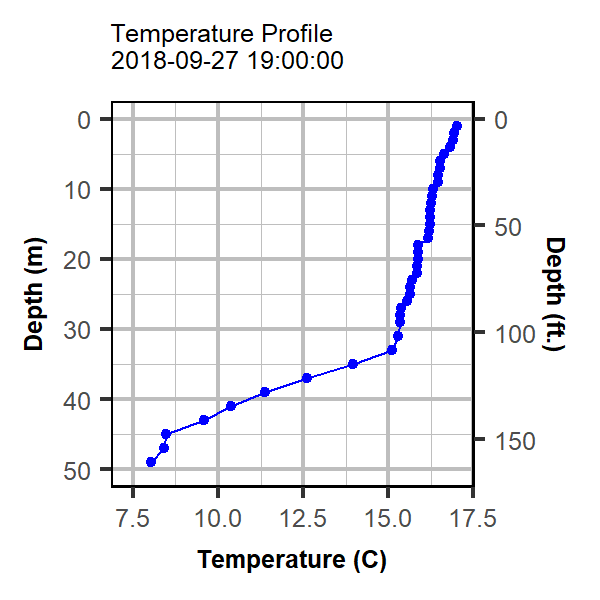 Temperature Profile
2018-09-27 19:00:00
0
10
20
30
40
50
Depth (m)
0
50
100
150
Depth (ft.)
7.5 10.0 12.5 15.0 17.5
Temperature (C)